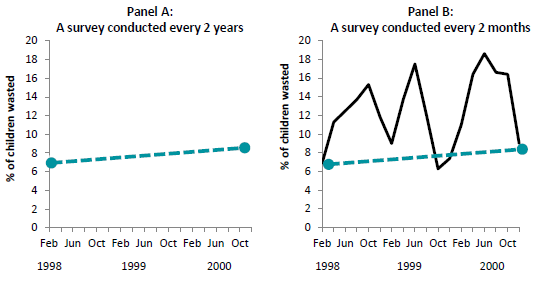 Panel A:
A survey conducted every 2 years
% of children wasted
20
18
16
14
12
10
8
6
4
2
0
Feb Jun Oct Feb Jun Oct Feb Jun Oct
1998 1999 2000
Panel B:
A survey conducted every 2 months
% of children wasted
20
18
16
14
12
10
8
6
4
2
0
Feb Jun Oct Feb Jun Oct Feb Jun Oct
1998 1999 2000